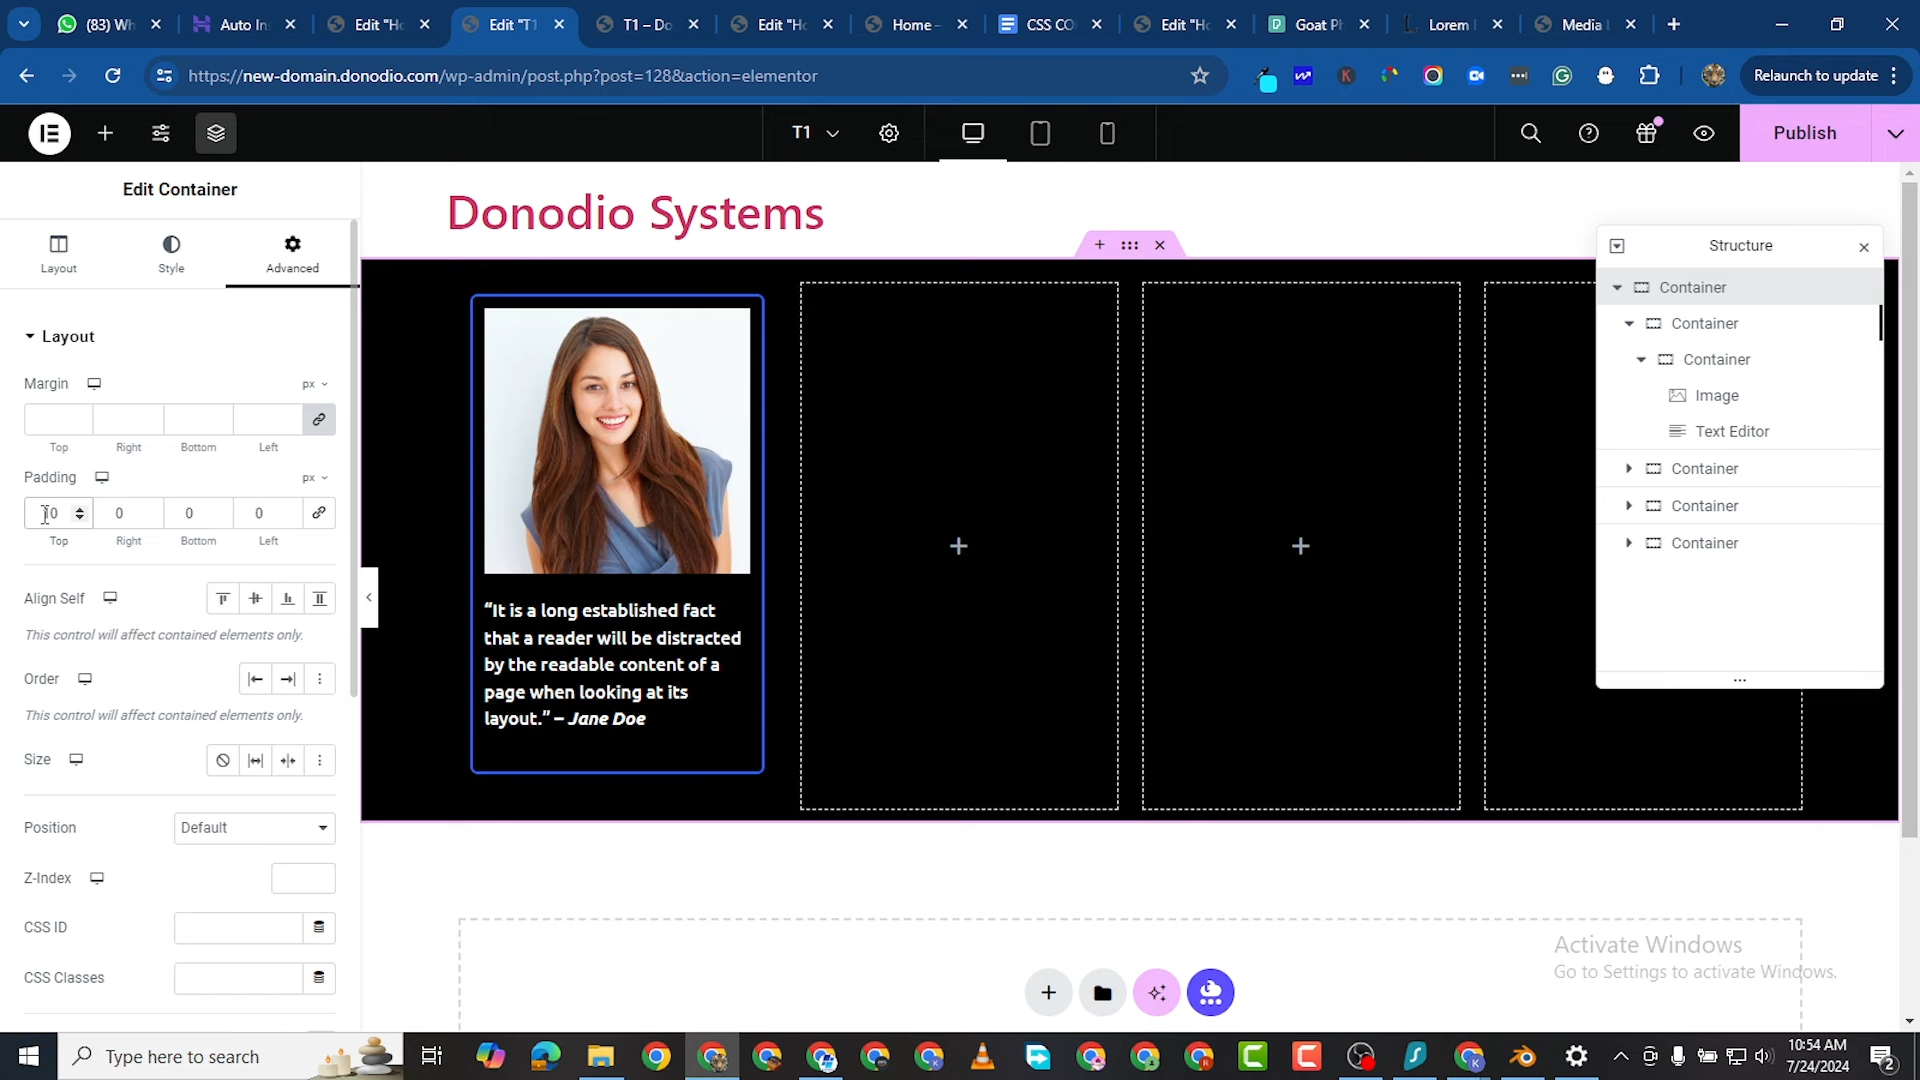 (83) Wh
Auto In
Edit "Ho
Edit "T1
T1 – Do
Edit "Ho
Home –
CSS CO
Edit "Ho
Goat Ph
Lorem I
Media L
https://new-domain.donodio.com/wp-admin/post.php?post=128&action=elementor
Relaunch to update
T1
Publish
Edit Container
Layout
Style
Advanced
Donodio Systems
Structure
Container
Container
Container
Image
Text Editor
Container
Container
Container
Layout
Margin
px
Top
Right
Bottom
Left
Padding
px
0
0
0
Top
Right
Bottom
Left
Align Self
This control will affect contained elements only.
Order
This control will affect contained elements only.
Size
Position
Default
Z-Index
CSS ID
CSS Classes
“It is a long established fact
that a reader will be distracted
by the readable content of a
page when looking at its
layout.” – Jane Doe
Activate Windows
Go to Settings to activate Windows.
Type here to search
10:54 AM
7/24/2024
2